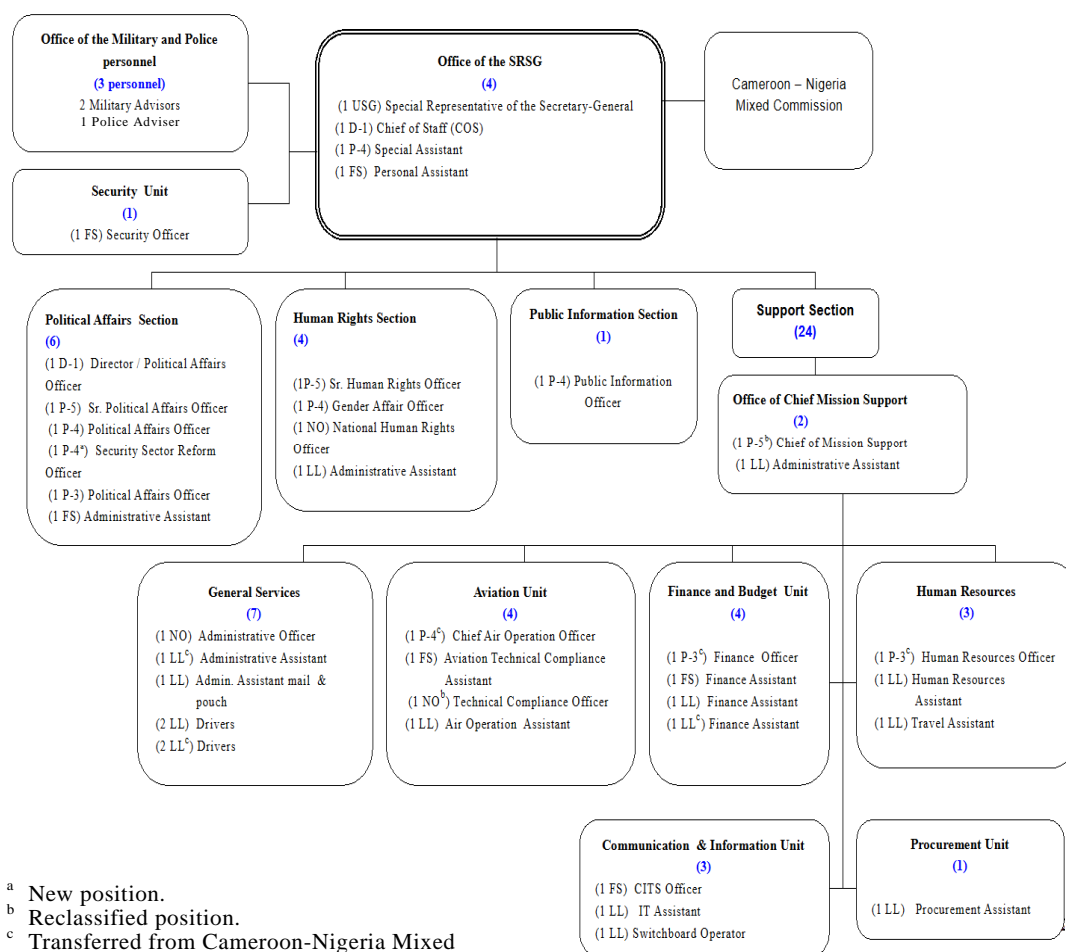 Office of the Military and Police
personnel
(3 personnel)
2 Military Advisors
1 Police Adviser
Security Unit
(1)
(1 FS) Security Officer
Office of the SRSG
(4)
(1 USG) Special Representative of the Secretary-General
(1 D-1) Chief of Staff (COS)
(1 P-4) Special Assistant
(1 FS) Personal Assistant
Cameroon – Nigeria
Mixed Commission
Political Affairs Section
(6)
(1 D-1) Director / Political Affairs
Officer
(1 P-5) Sr. Political Affairs Officer
(1 P-4) Political Affairs Officer
(1 P-4ª) Security Sector Reform
Officer
(1 P-3) Political Affairs Officer
(1 FS) Administrative Assistant
Human Rights Section
(4)
(1P-5) Sr. Human Rights Officer
(1 P-4) Gender Affair Officer
(1 NO) National Human Rights
Officer
(1 LL) Administrative Assistant
Public Information Section
(1)
(1 P-4) Public Information
Officer
Support Section
(24)
Office of Chief Mission Support
(2)
(1 P-5ᵇ) Chief of Mission Support
(1 LL) Administrative Assistant
General Services
(7)
(1 NO) Administrative Officer
(1 LLᶜ) Administrative Assistant
(1 LL) Admin. Assistant mail &
pouch
(2 LL) Drivers
(2 LLᶜ) Drivers
Aviation Unit
(4)
(1 P-4ᶜ) Chief Air Operation Officer
(1 FS) Aviation Technical Compliance
Assistant
(1 NOᵇ) Technical Compliance Officer
(1 LL) Air Operation Assistant
Finance and Budget Unit
(4)
(1 P-3ᶜ) Finance Officer
(1 FS) Finance Assistant
(1 LL) Finance Assistant
(1 LLᶜ) Finance Assistant
Human Resources
(3)
(1 P-3ᶜ) Human Resources Officer
(1 LL) Human Resources
Assistant
(1 LL) Travel Assistant
Communication & Information Unit
(3)
(1 FS) CITS Officer
(1 LL) IT Assistant
(1 LL) Switchboard Operator
Procurement Unit
(1)
(1 LL) Procurement Assistant
ª New position.
ᵇ Reclassified position.
ᶜ Transferred from Cameroon-Nigeria Mixed